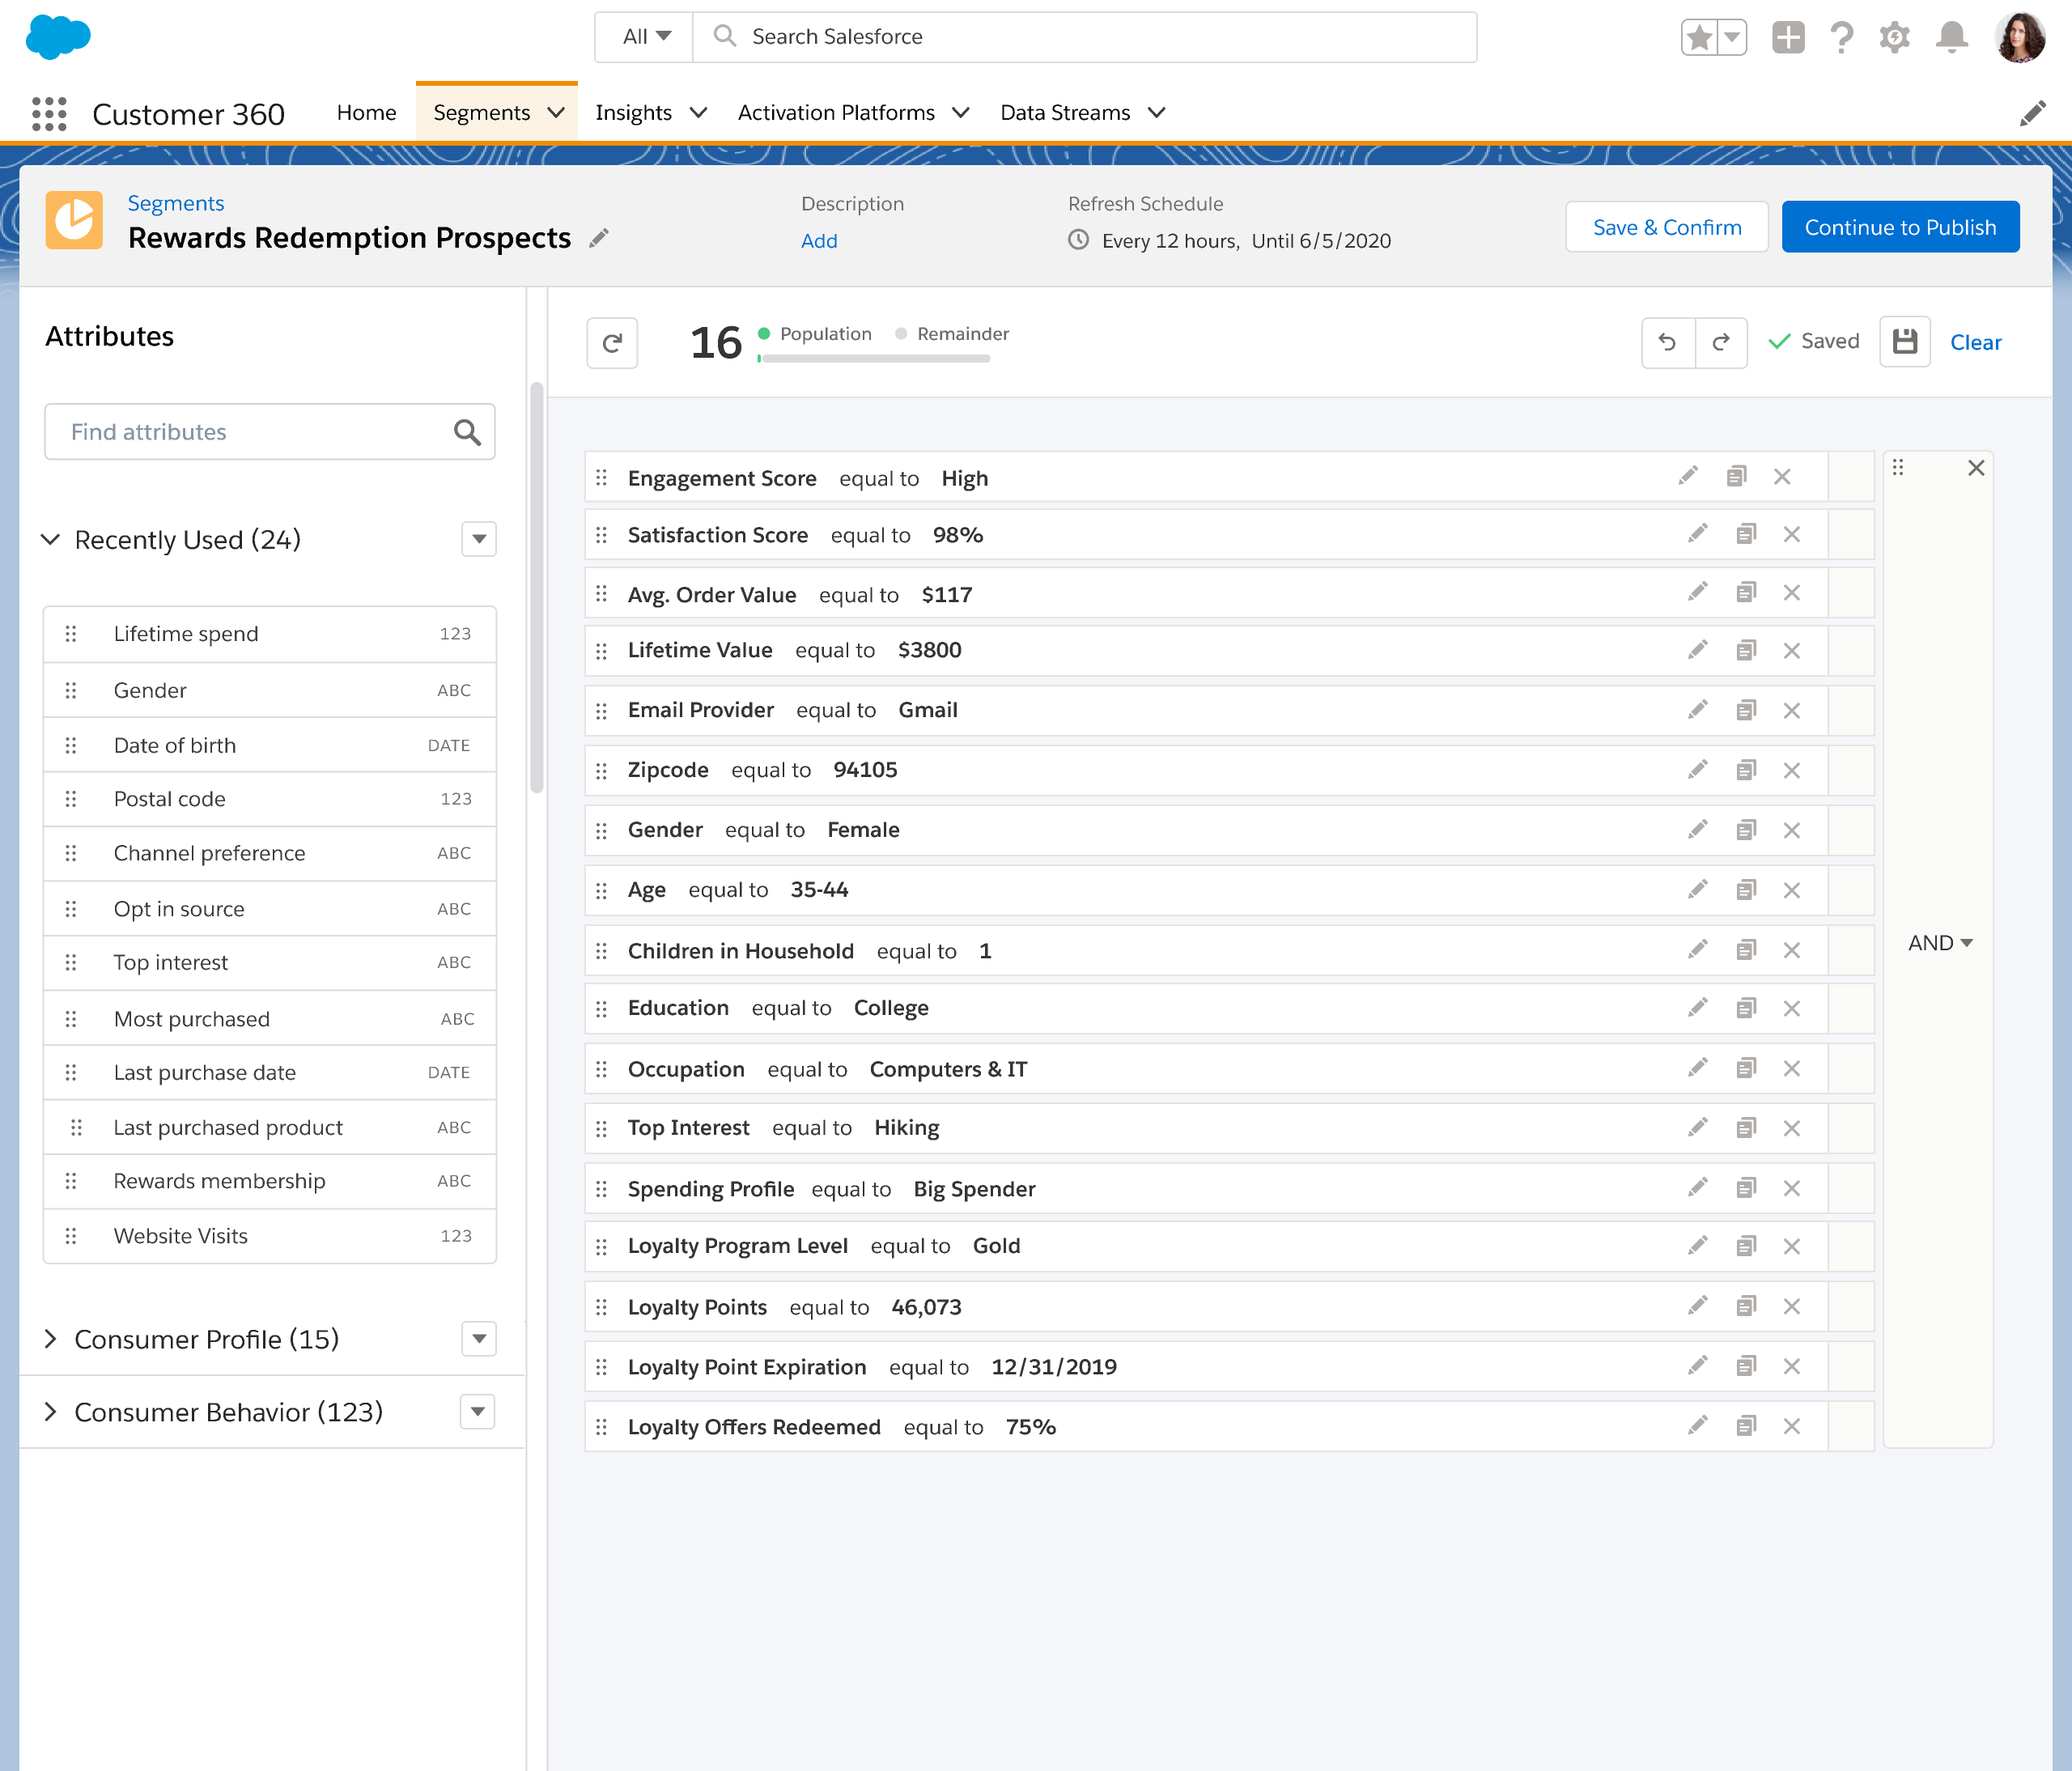 All
Search Salesforce
Customer 360
Home
Segments
Insights
Activation Platforms
Data Streams
Segments
Rewards Redemption Prospects
Description
Add
Refresh Schedule
Every 12 hours, Until 6/5/2020
Save & Confirm
Continue to Publish
Attributes
Find attributes
Recently Used (24)
Lifetime spend 123
Gender ABC
Date of birth DATE
Postal code 123
Channel preference ABC
Opt in source ABC
Top interest ABC
Most purchased ABC
Last purchase date DATE
Last purchased product ABC
Rewards membership ABC
Website Visits 123
Consumer Profile (15)
Consumer Behavior (123)
16
Population
Remainder
Saved
Clear
Engagement Score equal to High
Satisfaction Score equal to 98%
Avg. Order Value equal to $117
Lifetime Value equal to $3800
Email Provider equal to Gmail
Zipcode equal to 94105
Gender equal to Female
Age equal to 35-44
Children in Household equal to 1
Education equal to College
Occupation equal to Computers & IT
Top Interest equal to Hiking
Spending Profile equal to Big Spender
Loyalty Program Level equal to Gold
Loyalty Points equal to 46,073
Loyalty Point Expiration equal to 12/31/2019
Loyalty Offers Redeemed equal to 75%
AND